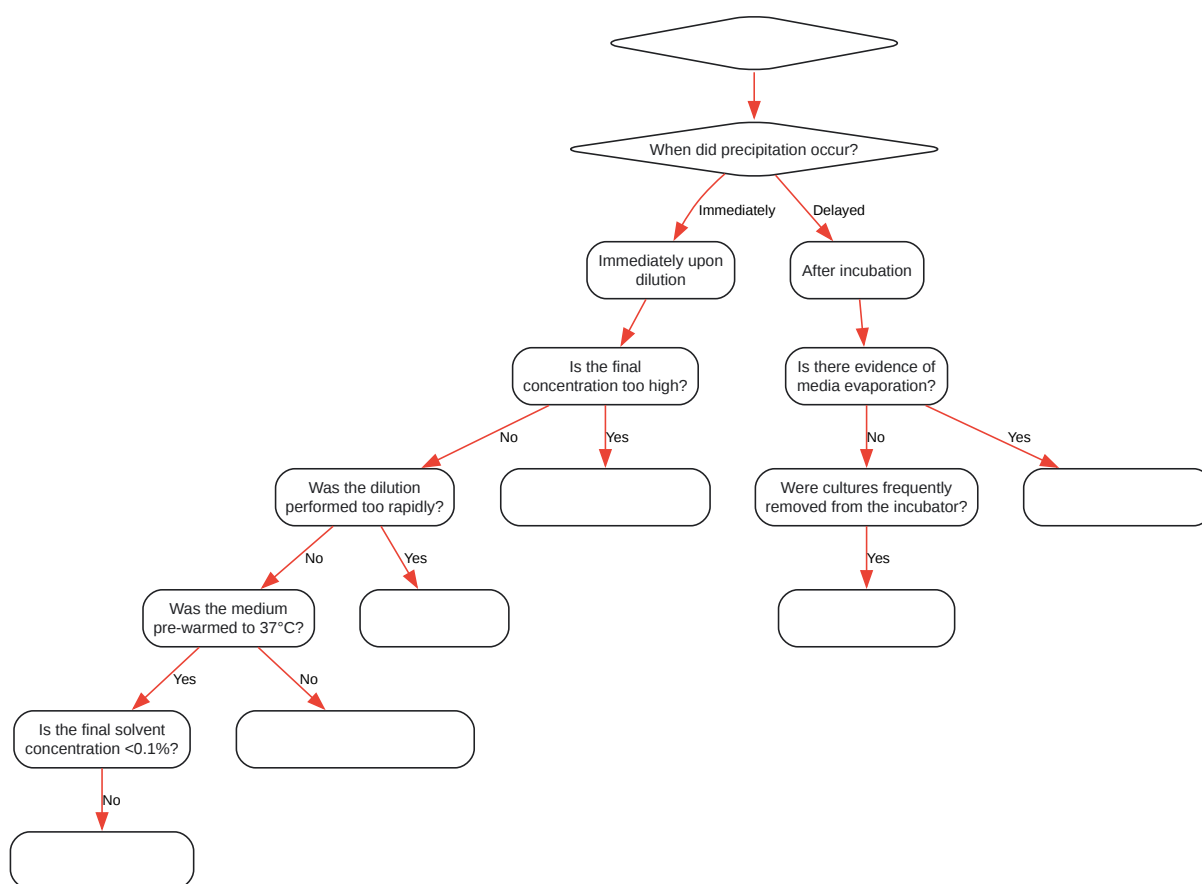 When did precipitation occur?
Immediately
Delayed
Immediately upon
dilution
After incubation
Is the final
concentration too high?
Is there evidence of
media evaporation?
No
Yes
No
Yes
Was the dilution
performed too rapidly?
Were cultures frequently
removed from the incubator?
No
Yes
Yes
Was the medium
pre-warmed to 37°C?
Yes
No
Is the final solvent
concentration <0.1%?
No